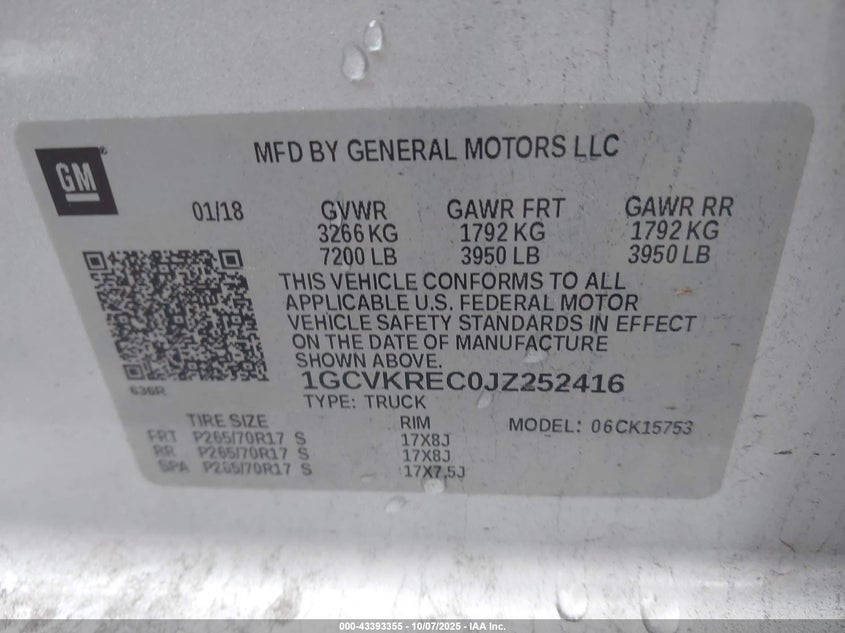 MFD BY GENERAL MOTORS LLC
GM
01/18 GVWR GAWR FRT GAWR RR
3266 KG 1792 KG 1792 KG
7200 LB 3950 LB 3950 LB
THIS VEHICLE CONFORMS TO ALL
APPLICABLE U.S. FEDERAL MOTOR
VEHICLE SAFETY STANDARDS IN EFFECT
ON THE DATE OF MANUFACTURE
SHOWN ABOVE.
1GCVKREC0JZ252416
636R
TYPE: TRUCK
TIRE SIZE RIM MODEL: 06CK15753
FRT P265/70R17 S 17X8J
RR P265/70R17 S 17X8J
SPA P265/70R17 S 17X7.5J
000-43393355 - 10/07/2025 - IAA Inc.